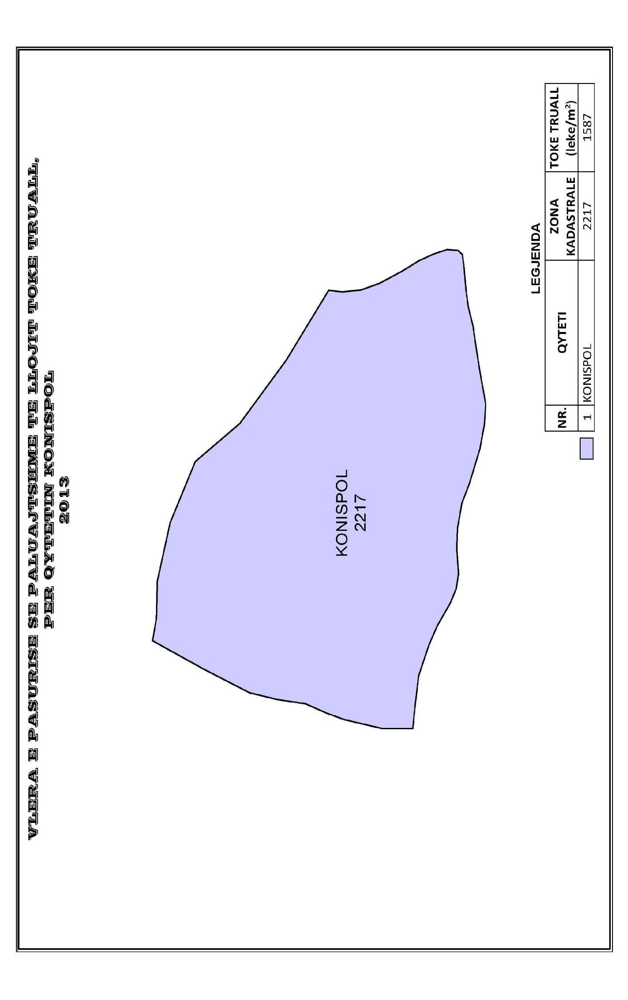 VLERA E PASURISE SE PALUAJTSHME TE LLOJIT TOKE TRUALL,
PER QYTETIN KONISPOL
2013
KONISPOL
2217
LEGJENDA
NR. QYTETI ZONA KADASTRALE TOKE TRUALL (leke/m²)
1 KONISPOL 2217 1587